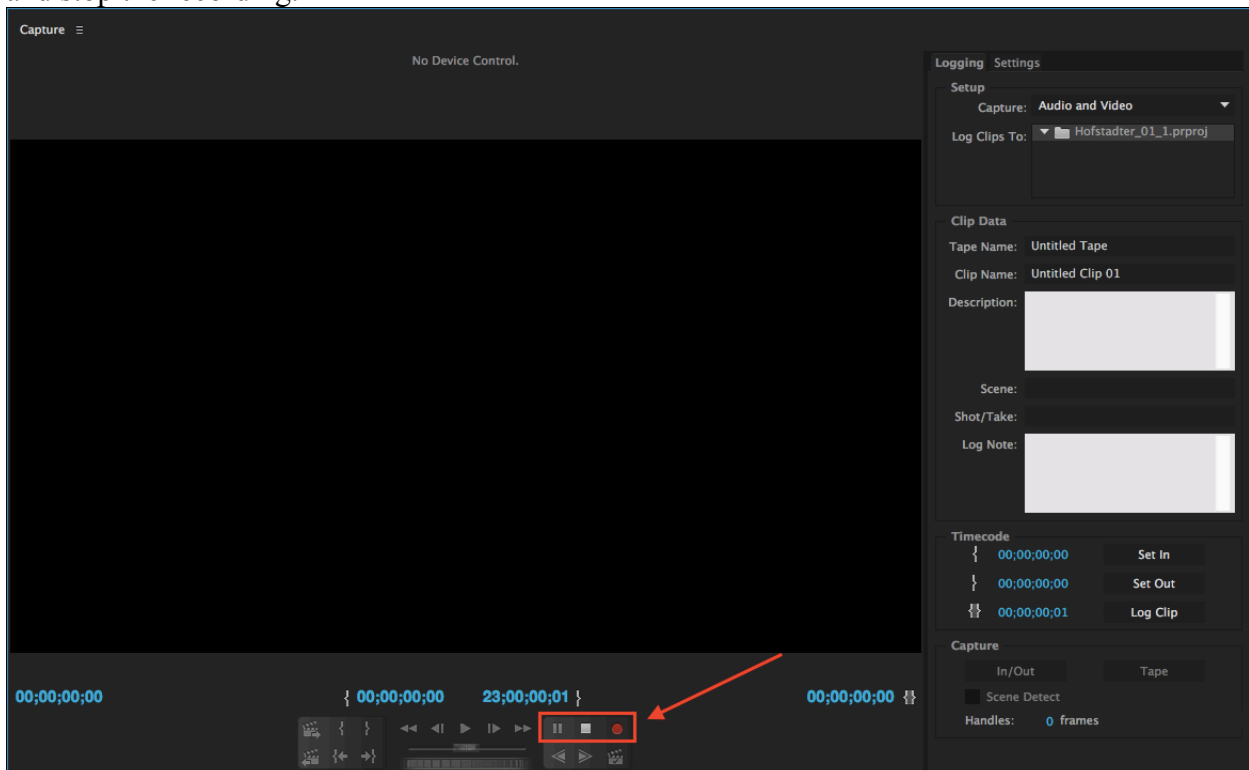 and stop the recording.
Capture
No Device Control.
Logging Settings
Setup
Capture: Audio and Video
Log Clips To: Hofstadter_01_1.prproj
Clip Data
Tape Name: Untitled Tape
Clip Name: Untitled Clip 01
Description:
Scene:
Shot/Take:
Log Note:
Timecode
00;00;00;00 Set In
00;00;00;00 Set Out
00;00;00;01 Log Clip
Capture
In/Out Tape
Scene Detect
Handles: 0 frames
00;00;00;00 { 00;00;00;00 23;00;00;01 } 00;00;00;00